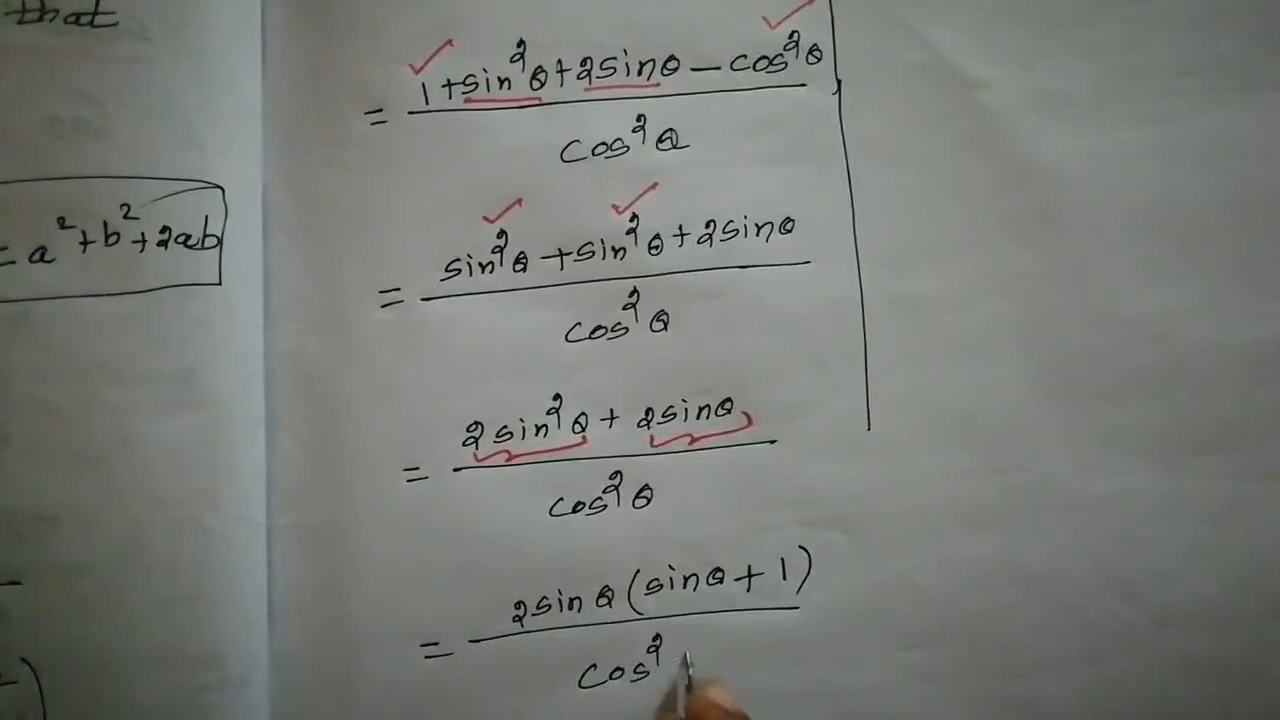 that
= a²+b²+2ab
= 1+sin²θ+2sinθ-cos²θ
cos²θ
= sin²θ+sin²θ+2sinθ
cos²θ
= 2sin²θ+2sinθ
cos²θ
= 2sinθ(sinθ+1)
cos²